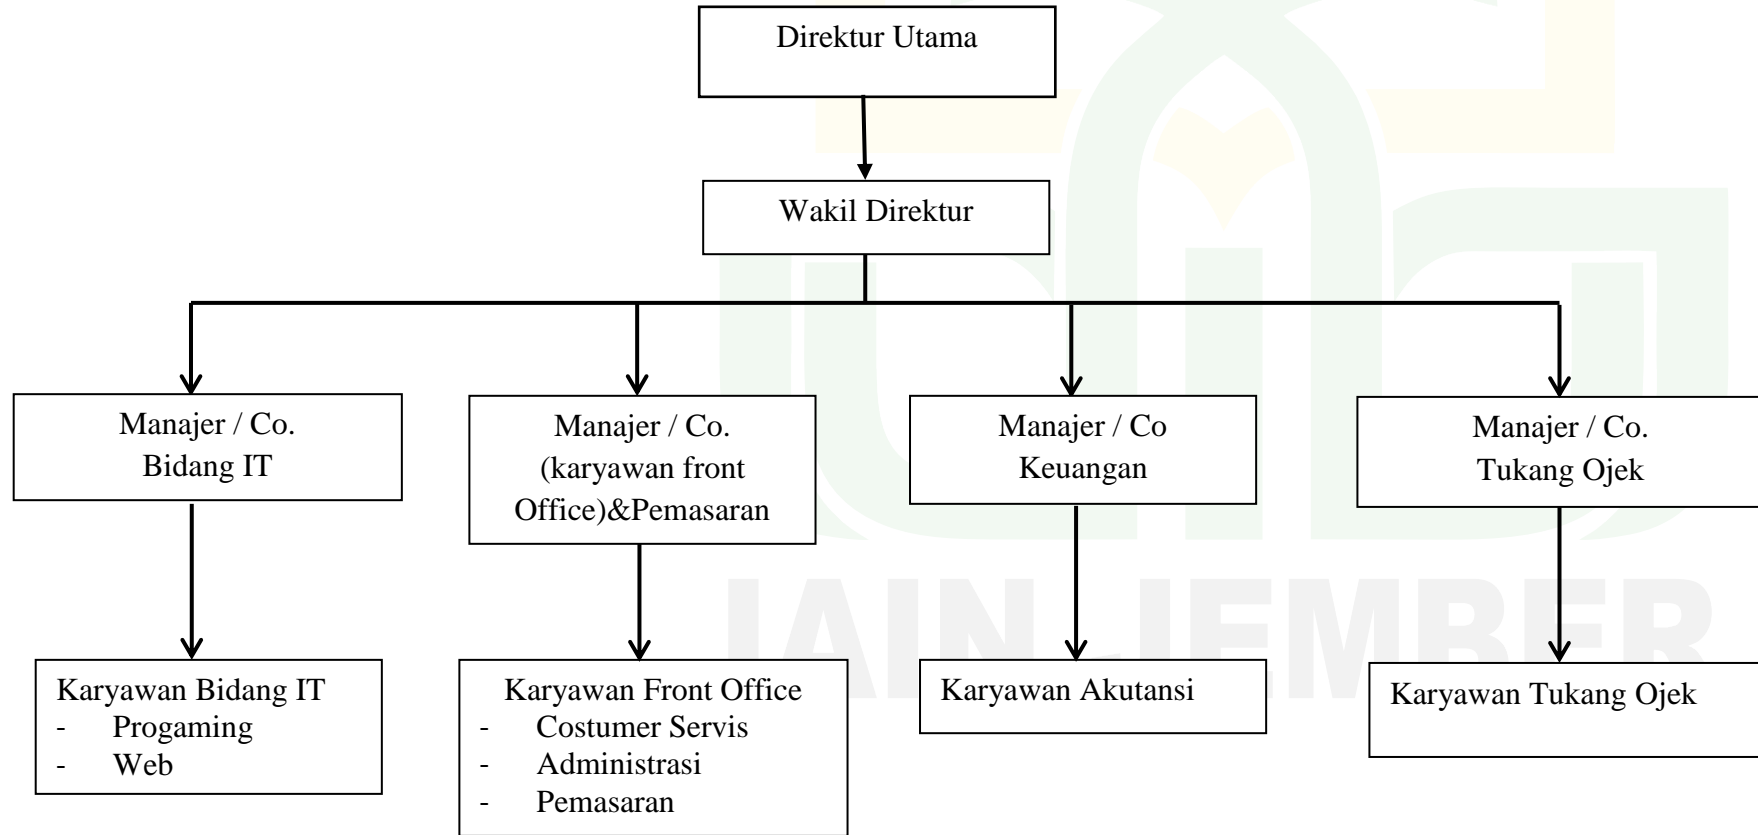 Direktur Utama
Wakil Direktur
Manajer / Co.
Bidang IT
Manajer / Co.
(karyawan front
Office)&Pemasaran
Manajer / Co
Keuangan
Manajer / Co.
Tukang Ojek
Karyawan Bidang IT
- Progaming
- Web
Karyawan Front Office
- Costumer Servis
- Administrasi
- Pemasaran
Karyawan Akutansi
Karyawan Tukang Ojek
IAIN JEMBER